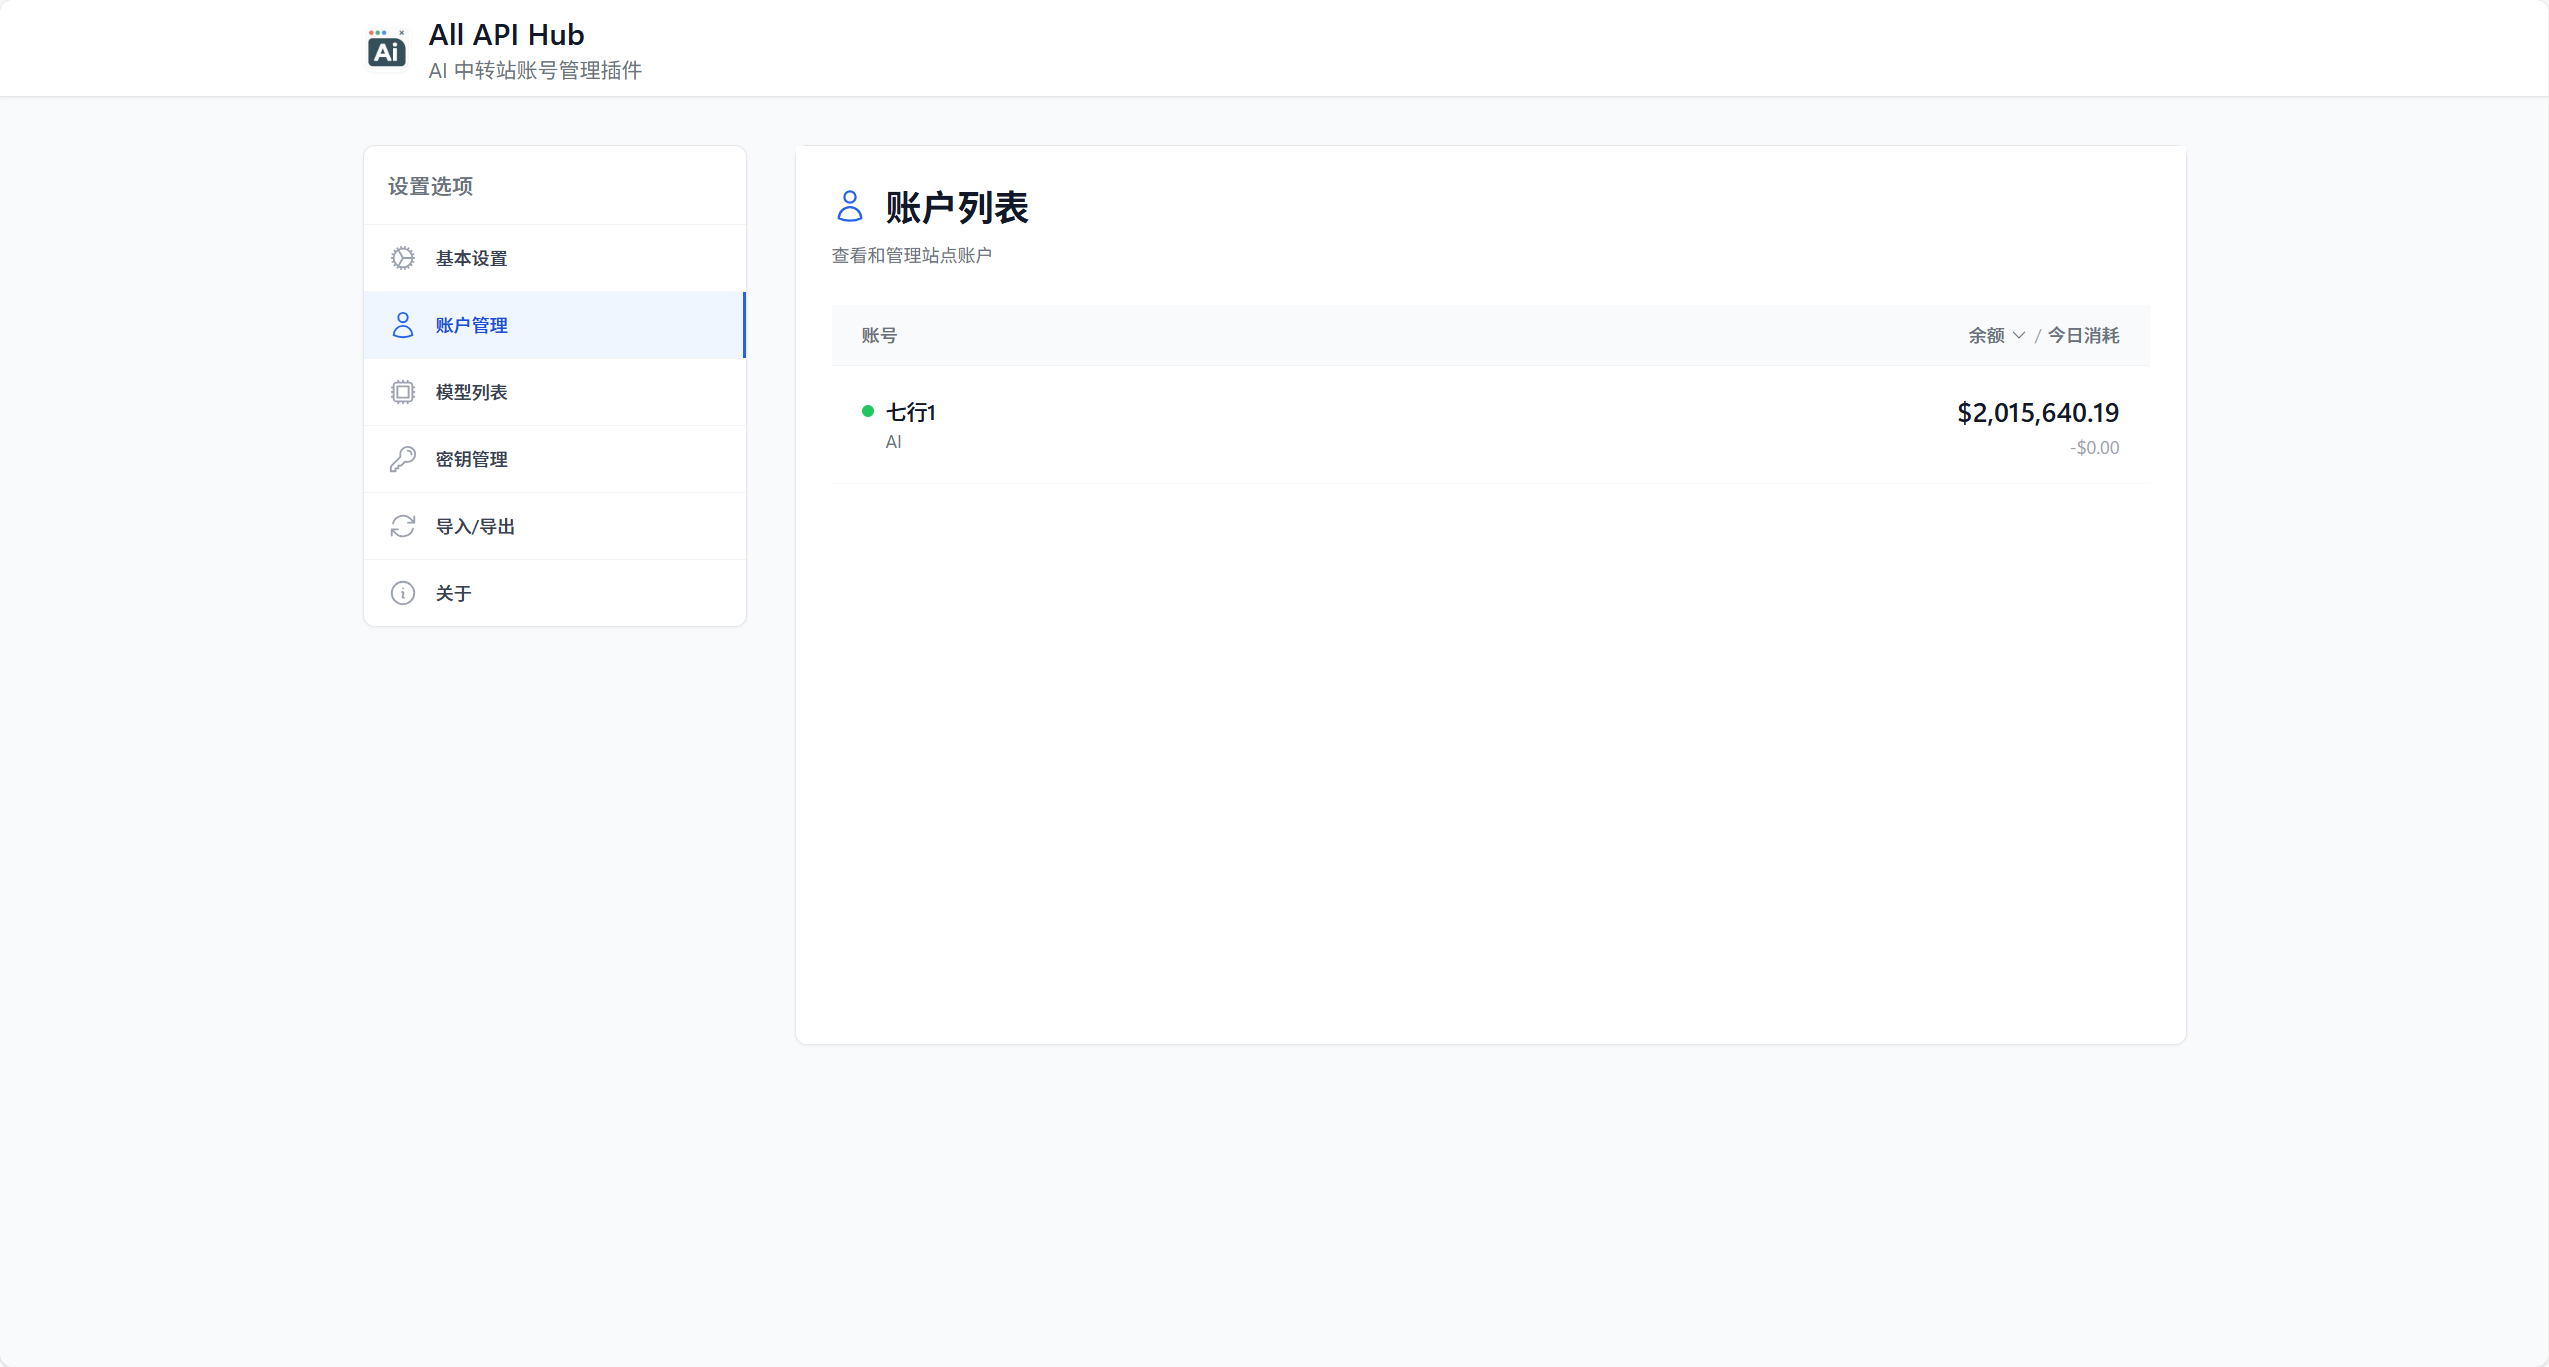 Ai
All API Hub
AI 中转站账号管理插件
设置选项
基本设置
账户管理
模型列表
密钥管理
导入/导出
关于
账户列表
查看和管理站点账户
账号
余额 / 今日消耗
七行1
AI
$2,015,640.19
-$0.00